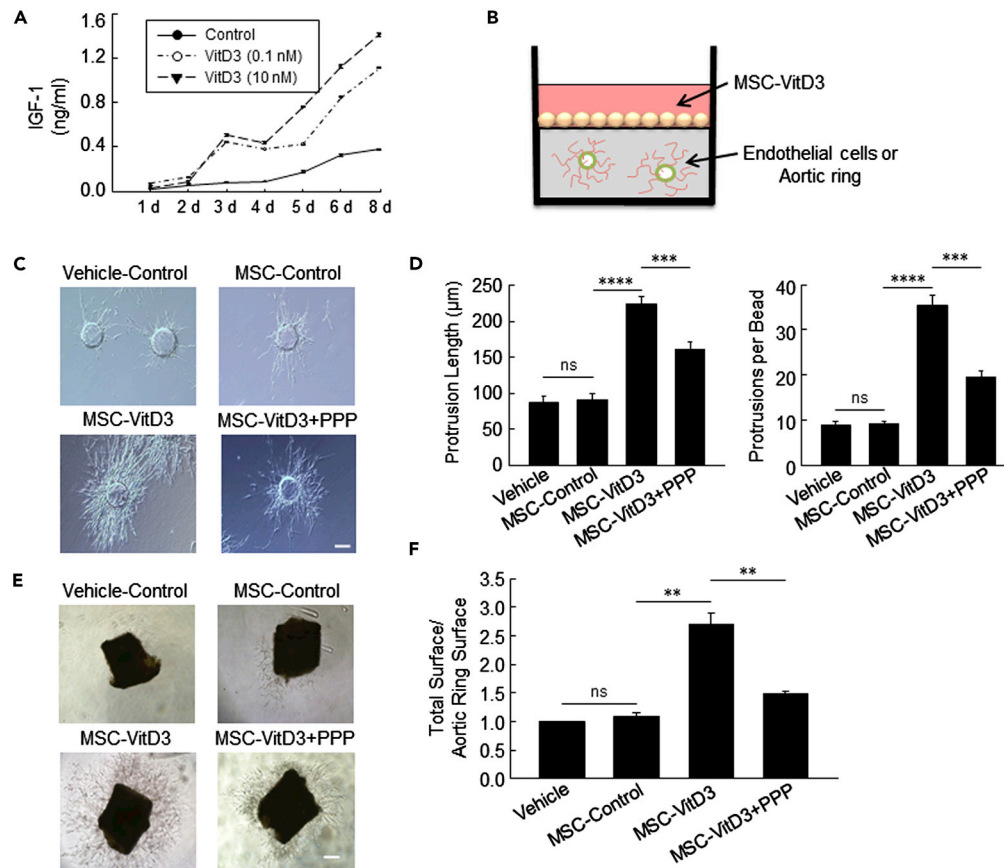 A
1.6
1.2
0.8
0.4
0.0
IGF-1
(ng/ml)
Control
VitD3 (0.1 nM)
VitD3 (10 nM)
1 d 2 d 3 d 4 d 5 d 6 d 8 d
B
MSC-VitD3
Endothelial cells or
Aortic ring
C
Vehicle-Control MSC-Control
MSC-VitD3 MSC-VitD3+PPP
D
Protrusion Length (μm)
250
200
150
100
50
0
ns
****
***
Vehicle
MSC-Control
MSC-VitD3
MSC-VitD3+PPP
Protrusions per Bead
40
30
20
10
0
ns
****
***
Vehicle
MSC-Control
MSC-VitD3
MSC-VitD3+PPP
E
Vehicle-Control MSC-Control
MSC-VitD3 MSC-VitD3+PPP
F
Total Surface/
Aortic Ring Surface
3.5
3.0
2.5
2.0
1.5
1.0
0.5
0.0
ns
**
**
Vehicle
MSC-Control
MSC-VitD3
MSC-VitD3+PPP